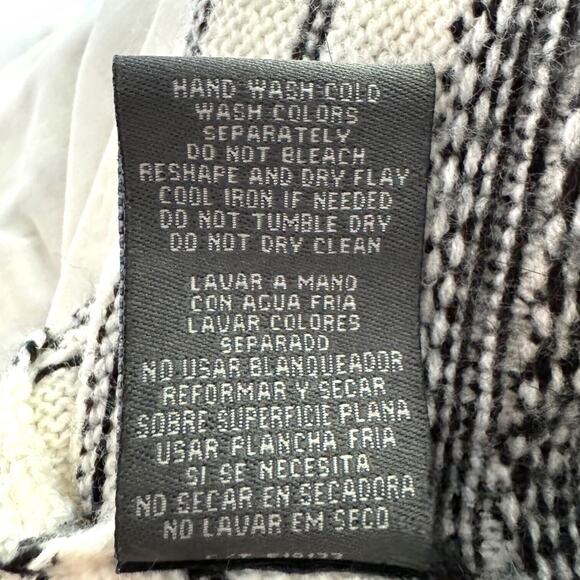 HAND WASH COLD
WASH COLORS
SEPARATELY
DO NOT BLEACH
RESHAPE AND DRY FLAY
COOL IRON IF NEEDED
DO NOT TUMBLE DRY
DO NOT DRY CLEAN
LAVAR A MANO
CON AGUA FRIA
LAVAR COLORES
SEPARADO
NO USAR BLANQUEADOR
REFORMAR Y SECAR
SOBRE SUPERFICIE PLANA
USAR PLANCHA FRIA
SI SE NECESITA
NO SECAR EN SECADORA
NO LAVAR EM SECO